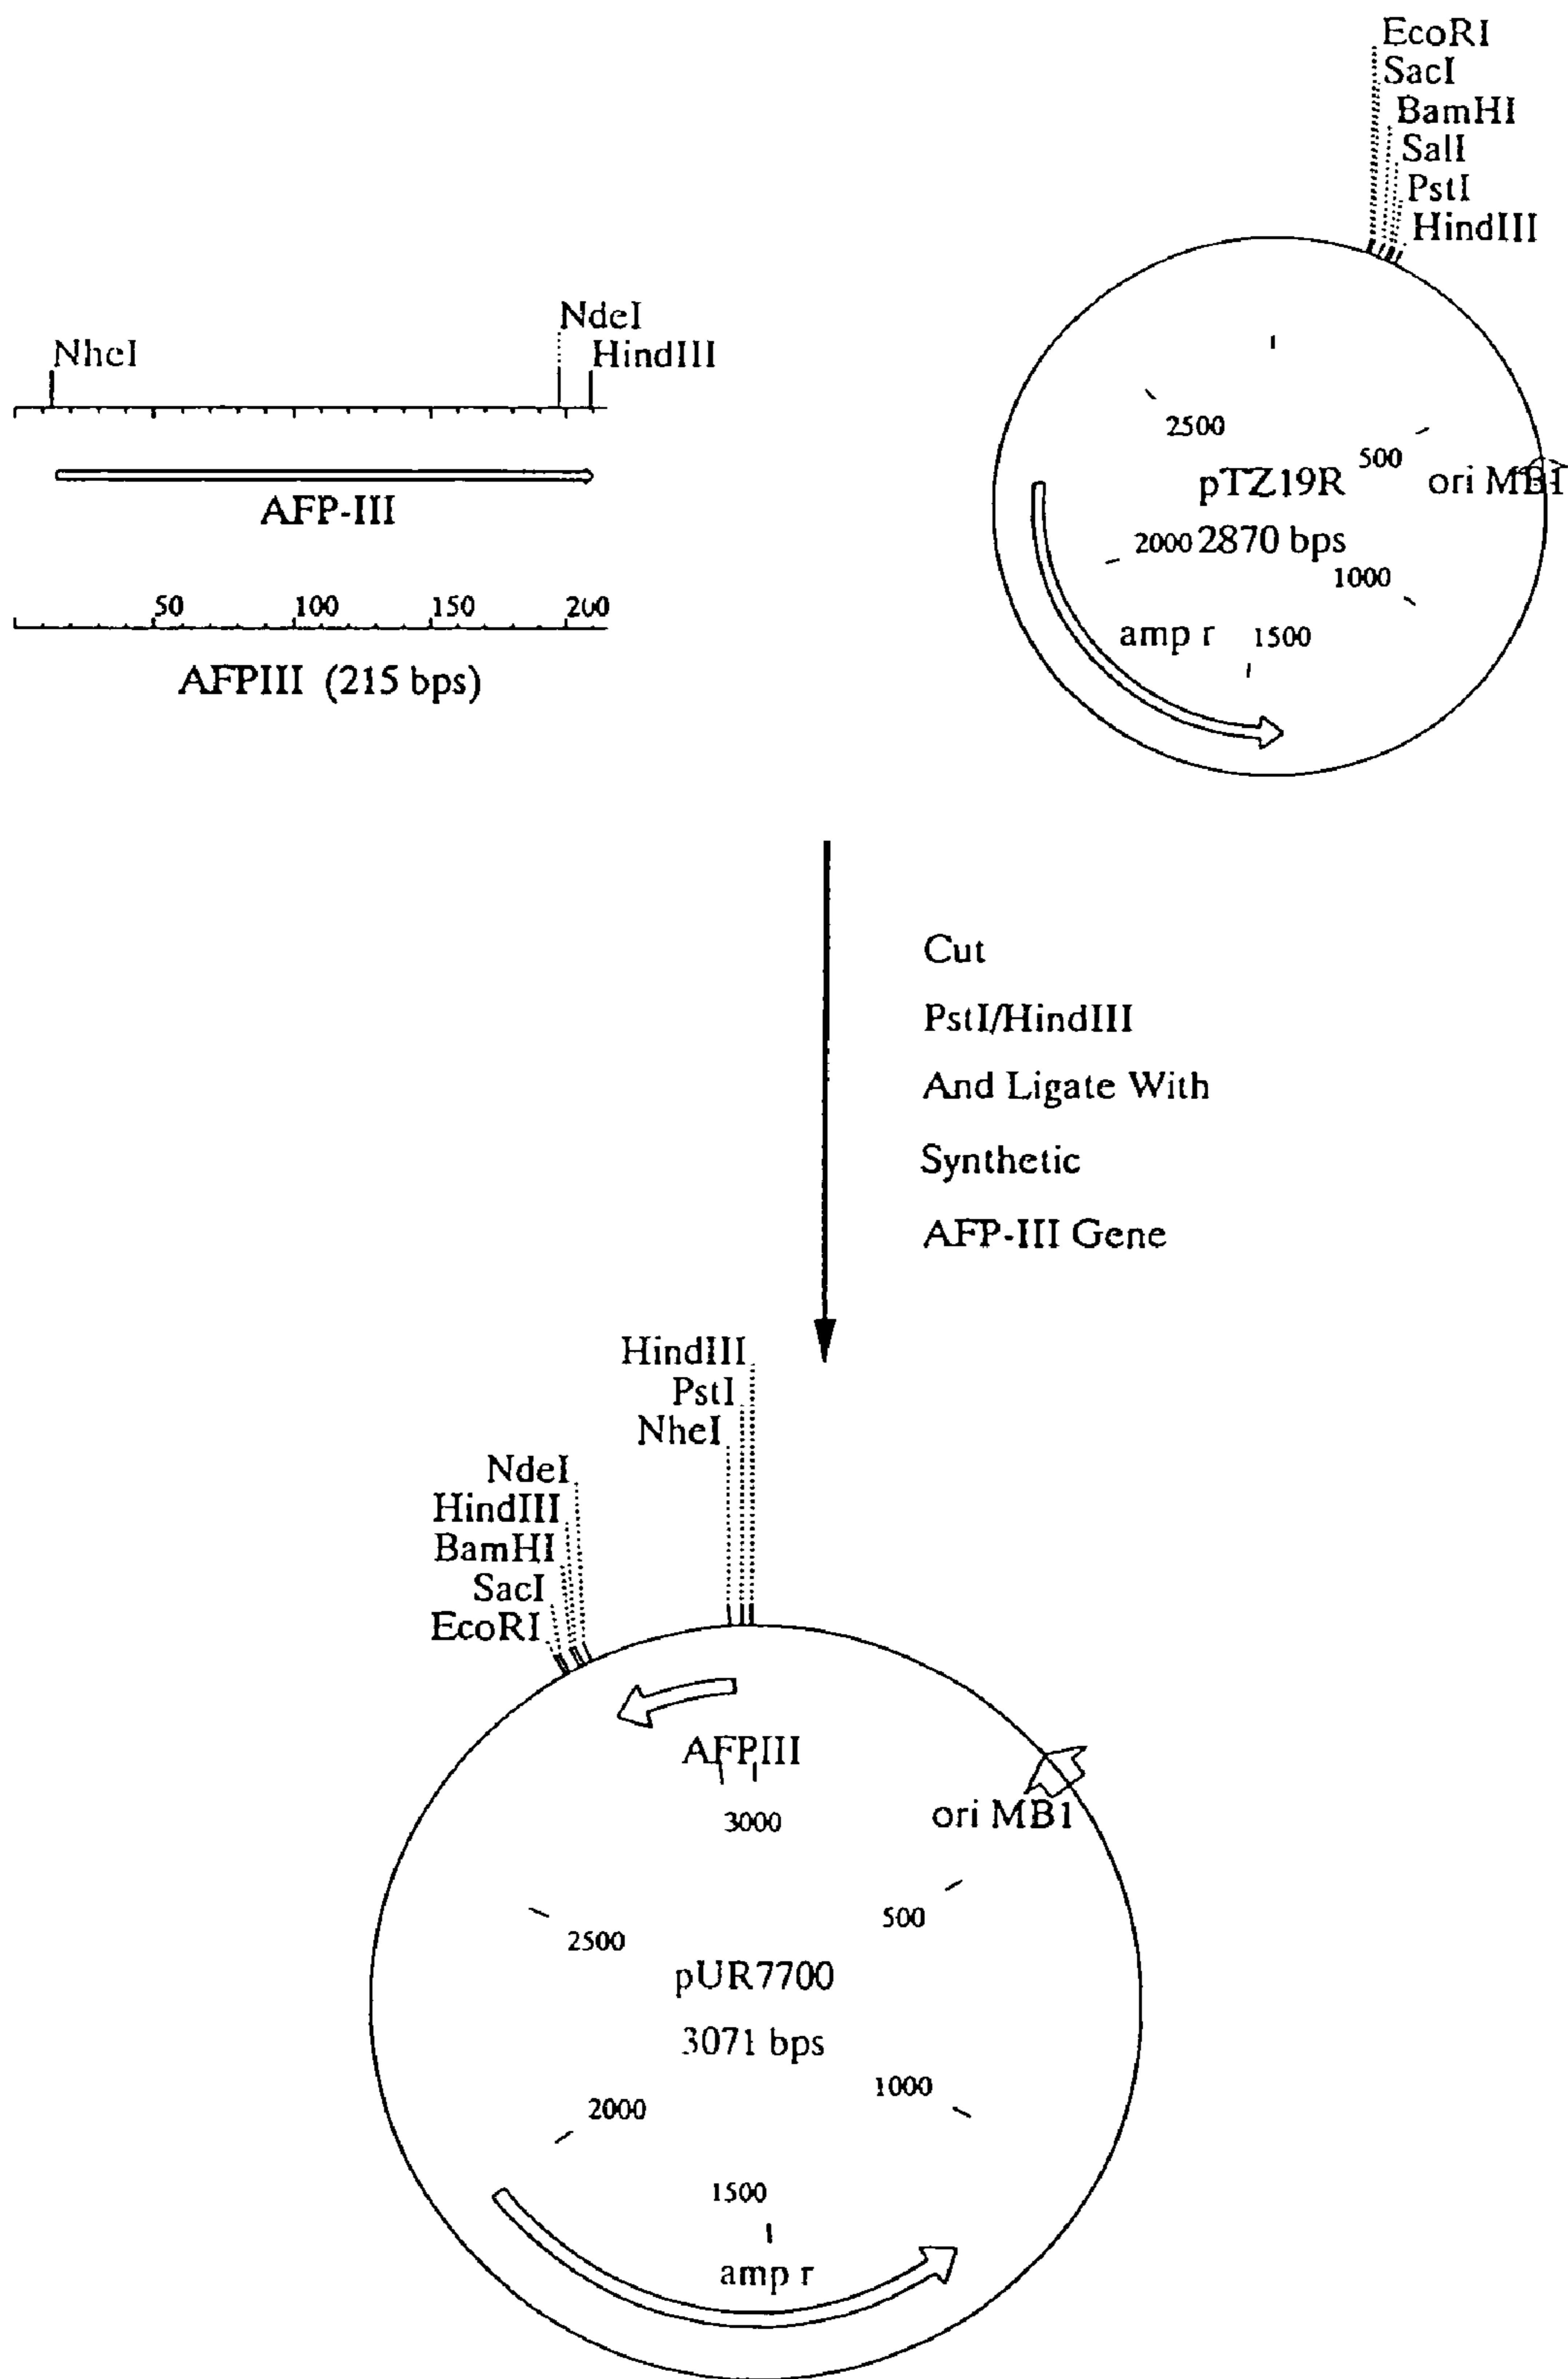 EcoRI
SacI
BamHI
SalI
PstI
HindIII
NdeI
NheI
HindIII
AFP-III
50 100 150 200
AFPIII (215 bps)
2500
500
pTZ19R
ori MB1
2000
2870 bps
1000
amp r
1500
Cut
PstI/HindIII
And Ligate With
Synthetic
AFP-III Gene
HindIII
PstI
NheI
NdeI
HindIII
BamHI
SacI
EcoRI
AFPIII
3000
ori MB1
500
2500
pUR7700
3071 bps
1000
2000
1500
amp r